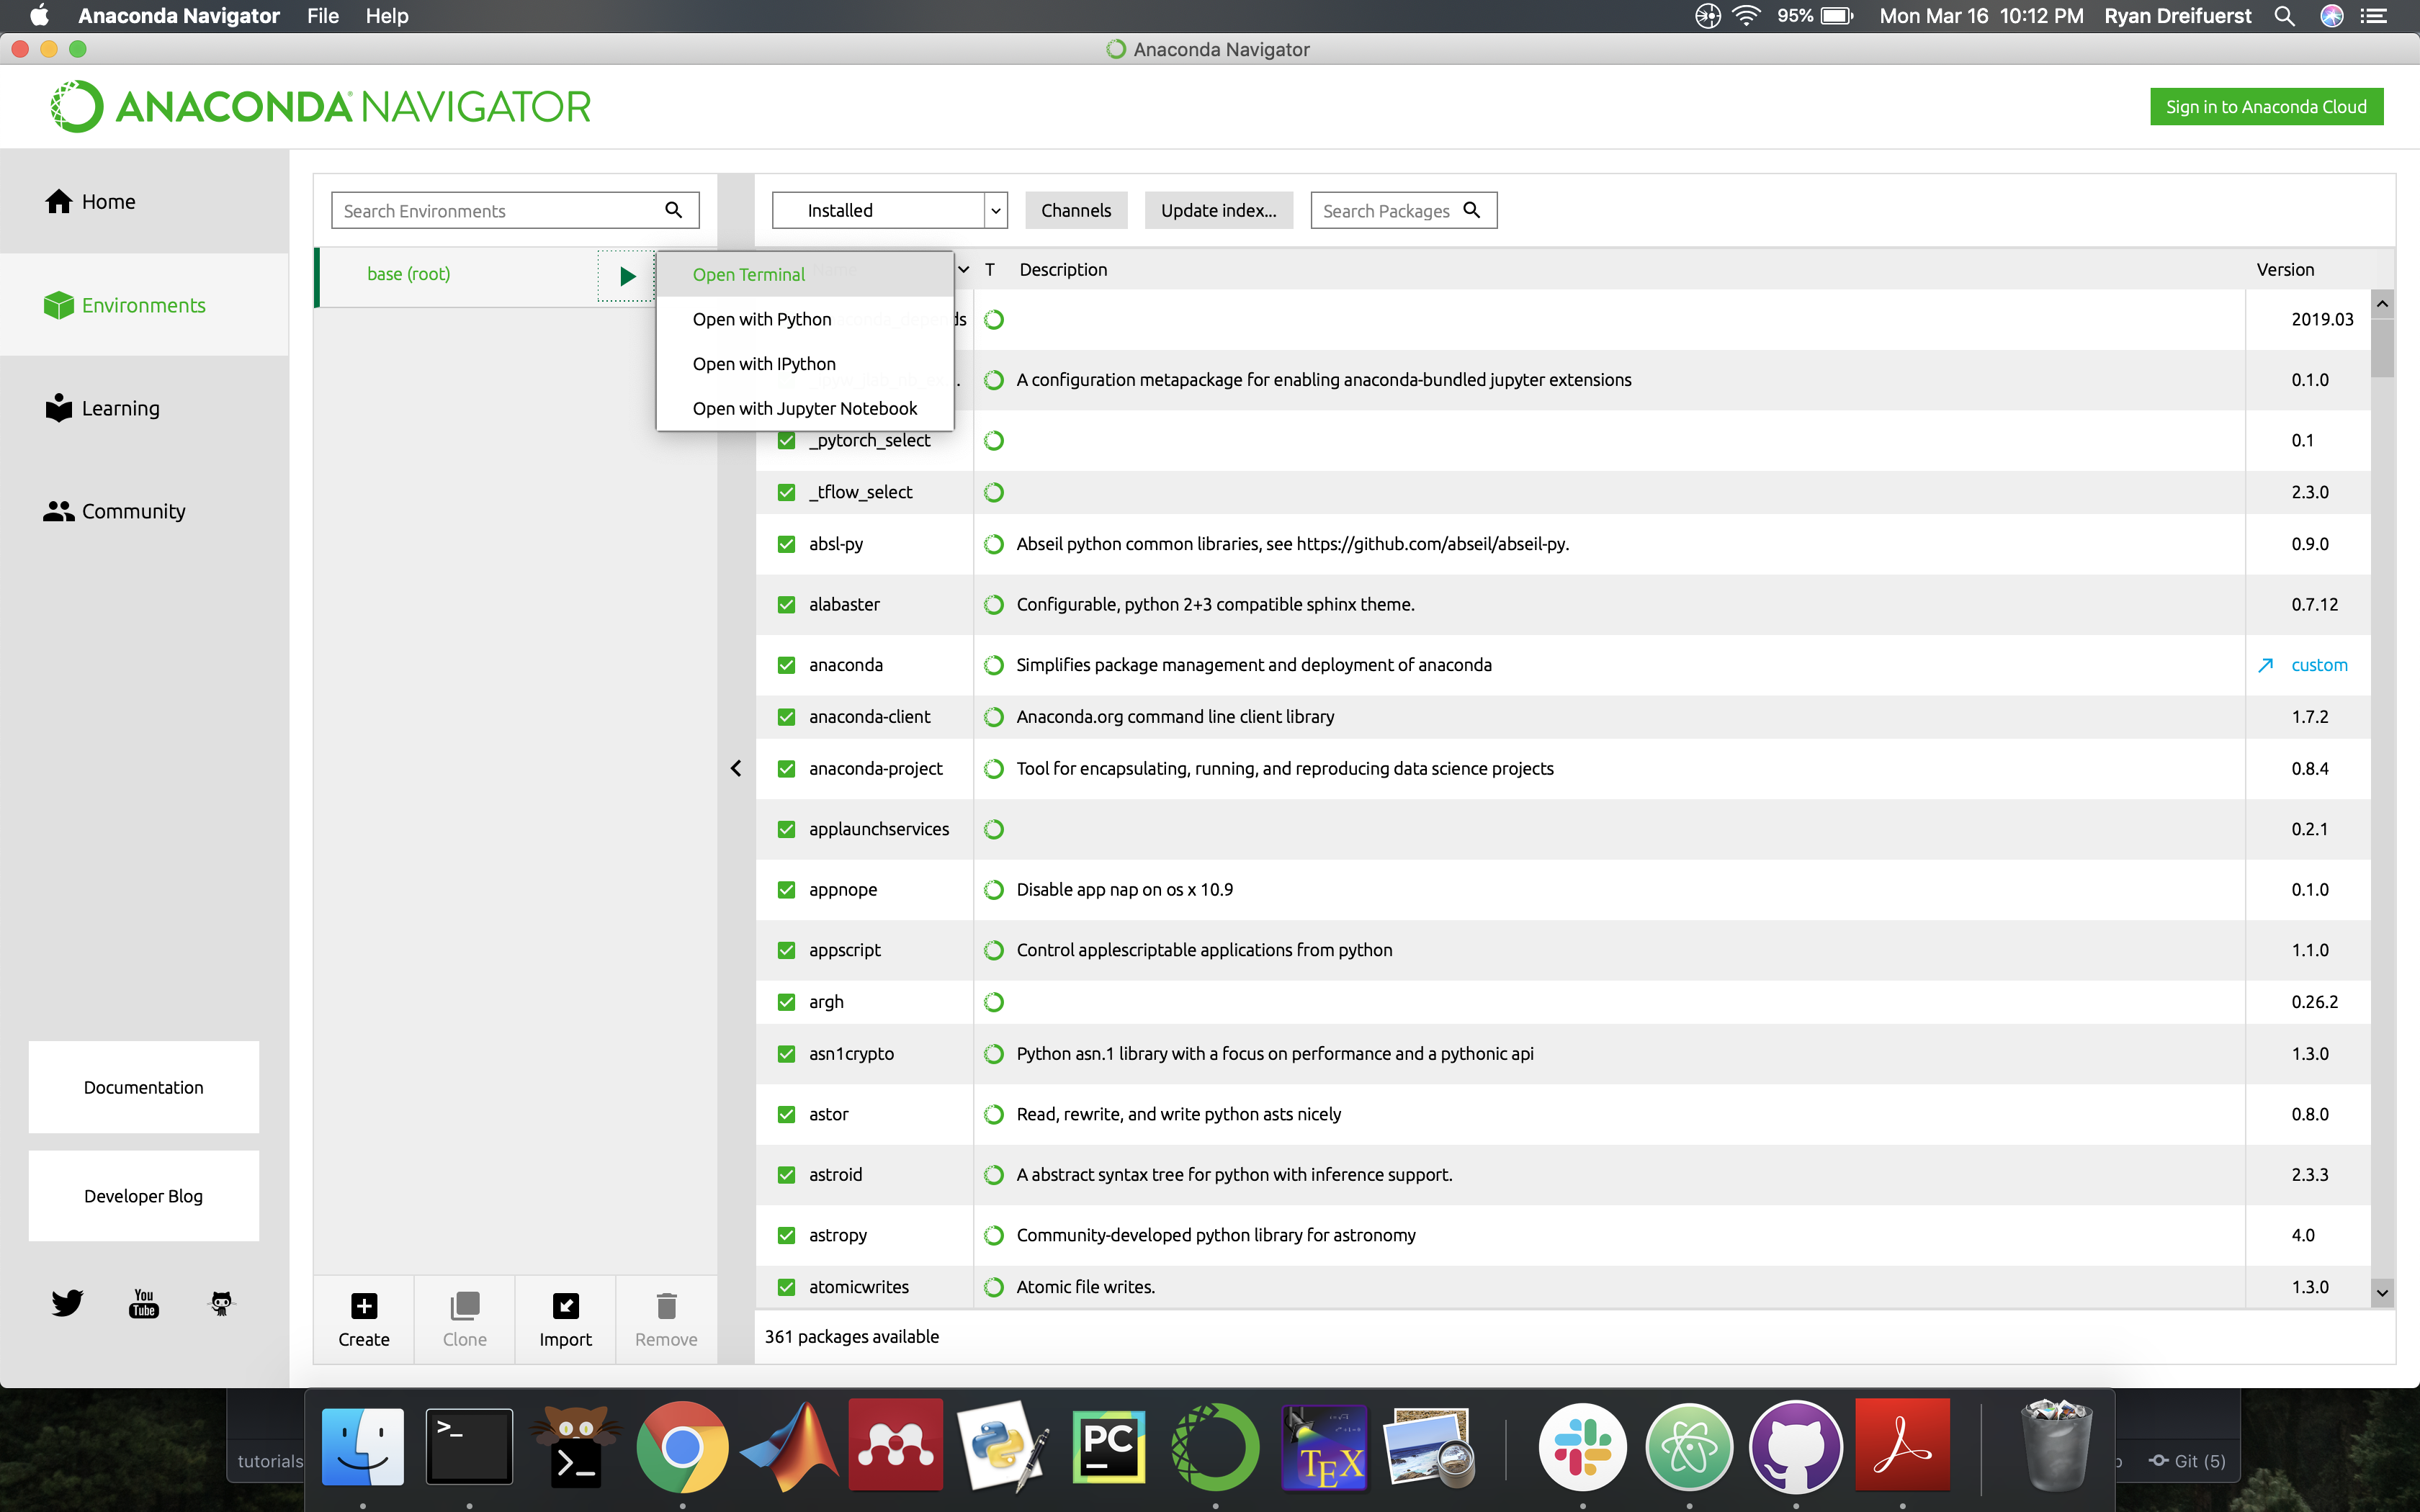 Anaconda Navigator File Help 95% Mon Mar 16 10:12 PM Ryan Dreifuerst
Anaconda Navigator
ANACONDA NAVIGATOR
Sign in to Anaconda Cloud
Home
Environments
Learning
Community
Documentation
Developer Blog
You Tube
Search Environments
base (root)
Open Terminal
Open with Python
Open with IPython
Open with Jupyter Notebook
Create Clone Import Remove
Installed Channels Update index... Search Packages
T Description Version
2019.03
A configuration metapackage for enabling anaconda-bundled jupyter extensions 0.1.0
_pytorch_select 0.1
_tflow_select 2.3.0
absl-py Abseil python common libraries, see https://github.com/abseil/abseil-py. 0.9.0
alabaster Configurable, python 2+3 compatible sphinx theme. 0.7.12
anaconda Simplifies package management and deployment of anaconda custom
anaconda-client Anaconda.org command line client library 1.7.2
anaconda-project Tool for encapsulating, running, and reproducing data science projects 0.8.4
applaunchservices 0.2.1
appnope Disable app nap on os x 10.9 0.1.0
appscript Control applescriptable applications from python 1.1.0
argh 0.26.2
asn1crypto Python asn.1 library with a focus on performance and a pythonic api 1.3.0
astor Read, rewrite, and write python asts nicely 0.8.0
astroid A abstract syntax tree for python with inference support. 2.3.3
astropy Community-developed python library for astronomy 4.0
atomicwrites Atomic file writes. 1.3.0
361 packages available
tutorials
>_
>_
PC
TEX
Git (5)